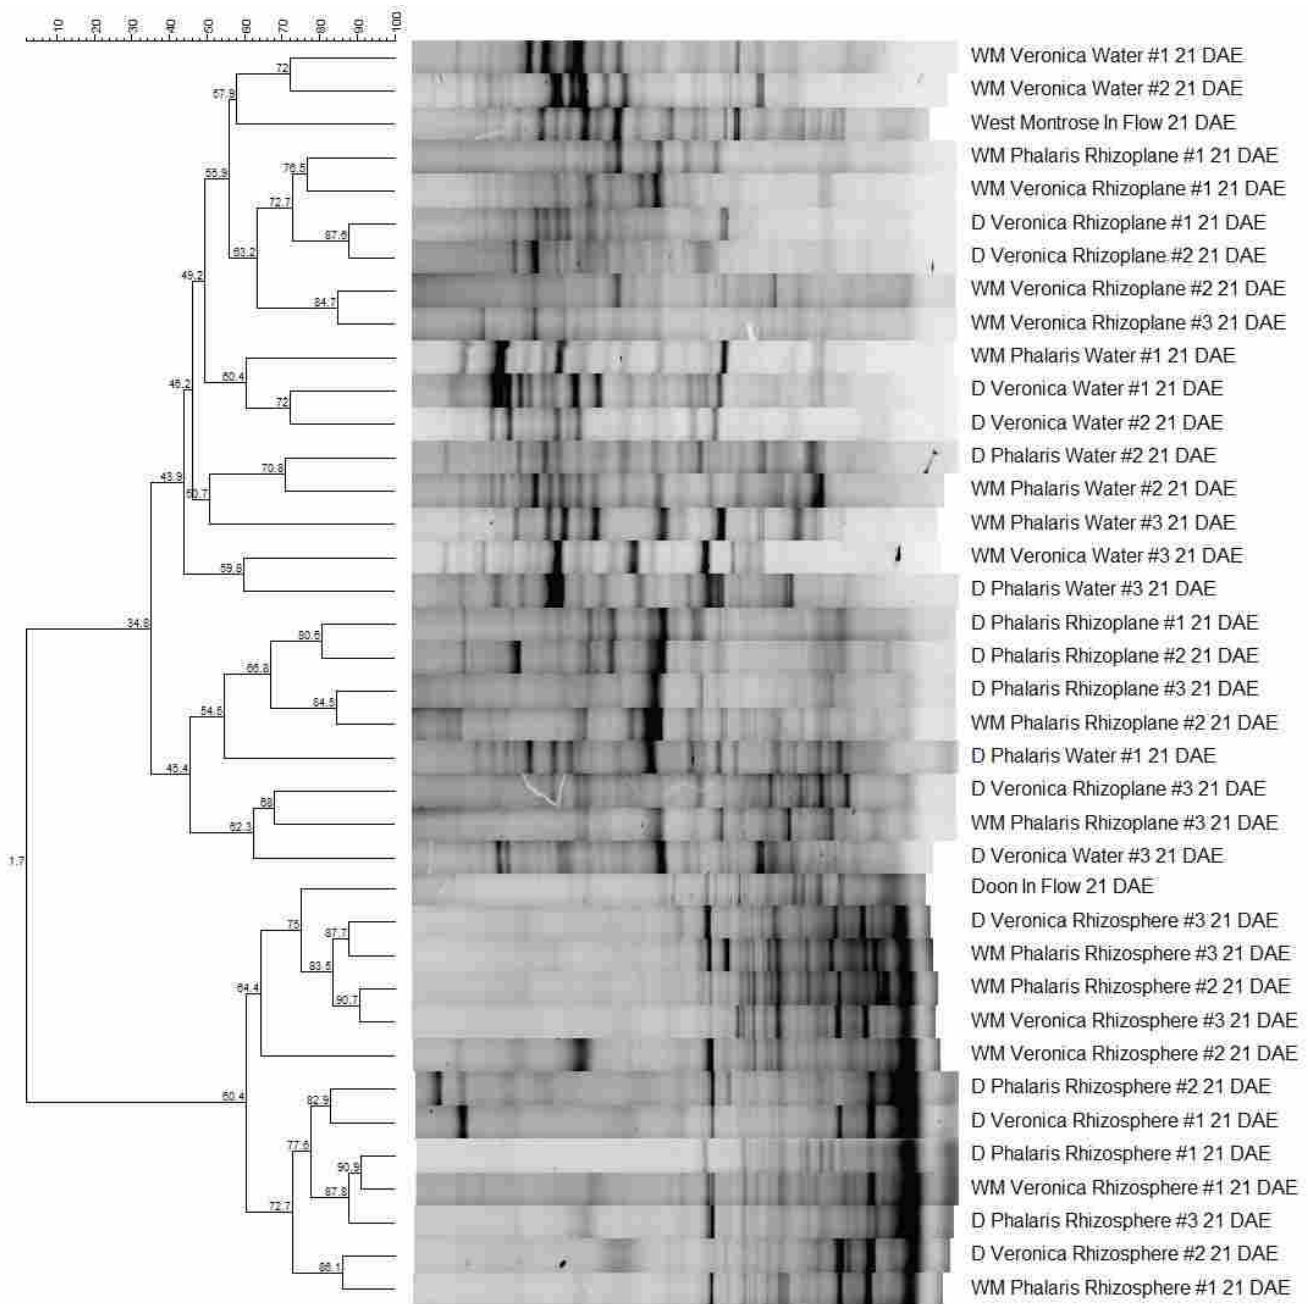 10 20 30 40 50 60 70 80 90 100
WM Veronica Water #1 21 DAE
72
WM Veronica Water #2 21 DAE
57.9
West Montrose In Flow 21 DAE
WM Phalaris Rhizoplane #1 21 DAE
76.5
55.9
WM Veronica Rhizoplane #1 21 DAE
72.7
D Veronica Rhizoplane #1 21 DAE
87.6
63.2
D Veronica Rhizoplane #2 21 DAE
49.2
WM Veronica Rhizoplane #2 21 DAE
84.7
WM Veronica Rhizoplane #3 21 DAE
WM Phalaris Water #1 21 DAE
60.4
46.2
D Veronica Water #1 21 DAE
72
D Veronica Water #2 21 DAE
D Phalaris Water #2 21 DAE
70.8
43.9
WM Phalaris Water #2 21 DAE
50.7
WM Phalaris Water #3 21 DAE
WM Veronica Water #3 21 DAE
59.8
D Phalaris Water #3 21 DAE
34.8
D Phalaris Rhizoplane #1 21 DAE
80.6
D Phalaris Rhizoplane #2 21 DAE
66.8
D Phalaris Rhizoplane #3 21 DAE
84.5
54.6
WM Phalaris Rhizoplane #2 21 DAE
D Phalaris Water #1 21 DAE
45.4
D Veronica Rhizoplane #3 21 DAE
68
WM Phalaris Rhizoplane #3 21 DAE
62.3
D Veronica Water #3 21 DAE
1.7
Doon In Flow 21 DAE
75
D Veronica Rhizosphere #3 21 DAE
87.7
WM Phalaris Rhizosphere #3 21 DAE
83.5
64.4
WM Phalaris Rhizosphere #2 21 DAE
90.7
WM Veronica Rhizosphere #3 21 DAE
WM Veronica Rhizosphere #2 21 DAE
60.4
D Phalaris Rhizosphere #2 21 DAE
82.9
D Veronica Rhizosphere #1 21 DAE
77.6
D Phalaris Rhizosphere #1 21 DAE
90.9
WM Veronica Rhizosphere #1 21 DAE
87.8
72.7
D Phalaris Rhizosphere #3 21 DAE
D Veronica Rhizosphere #2 21 DAE
86.1
WM Phalaris Rhizosphere #1 21 DAE